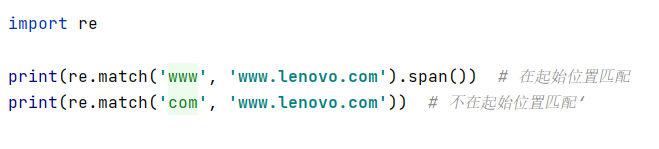 import re
print(re.match('www', 'www.lenovo.com').span())  # 在起始位置匹配
print(re.match('com', 'www.lenovo.com'))  # 不在起始位置匹配‘